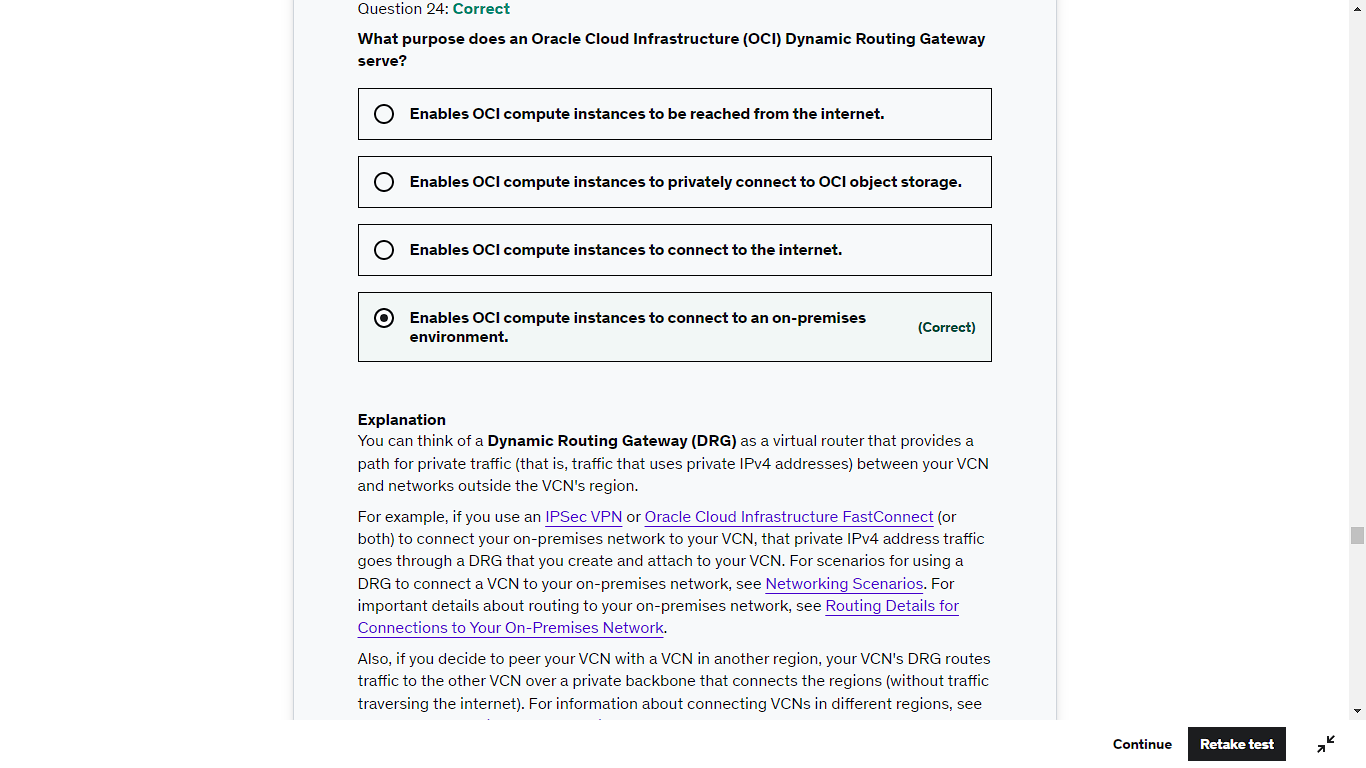 Question 24: Correct
What purpose does an Oracle Cloud Infrastructure (OCI) Dynamic Routing Gateway
serve?
Enables OCI compute instances to be reached from the internet.
Enables OCI compute instances to privately connect to OCI object storage.
Enables OCI compute instances to connect to the internet.
Enables OCI compute instances to connect to an on-premises
environment.
(Correct)
Explanation
You can think of a Dynamic Routing Gateway (DRG) as a virtual router that provides a
path for private traffic (that is, traffic that uses private IPv4 addresses) between your VCN
and networks outside the VCN's region.
For example, if you use an IPSec VPN or Oracle Cloud Infrastructure FastConnect (or
both) to connect your on-premises network to your VCN, that private IPv4 address traffic
goes through a DRG that you create and attach to your VCN. For scenarios for using a
DRG to connect a VCN to your on-premises network, see Networking Scenarios. For
important details about routing to your on-premises network, see Routing Details for
Connections to Your On-Premises Network.
Also, if you decide to peer your VCN with a VCN in another region, your VCN's DRG routes
traffic to the other VCN over a private backbone that connects the regions (without traffic
traversing the internet). For information about connecting VCNs in different regions, see
Continue
Retake test